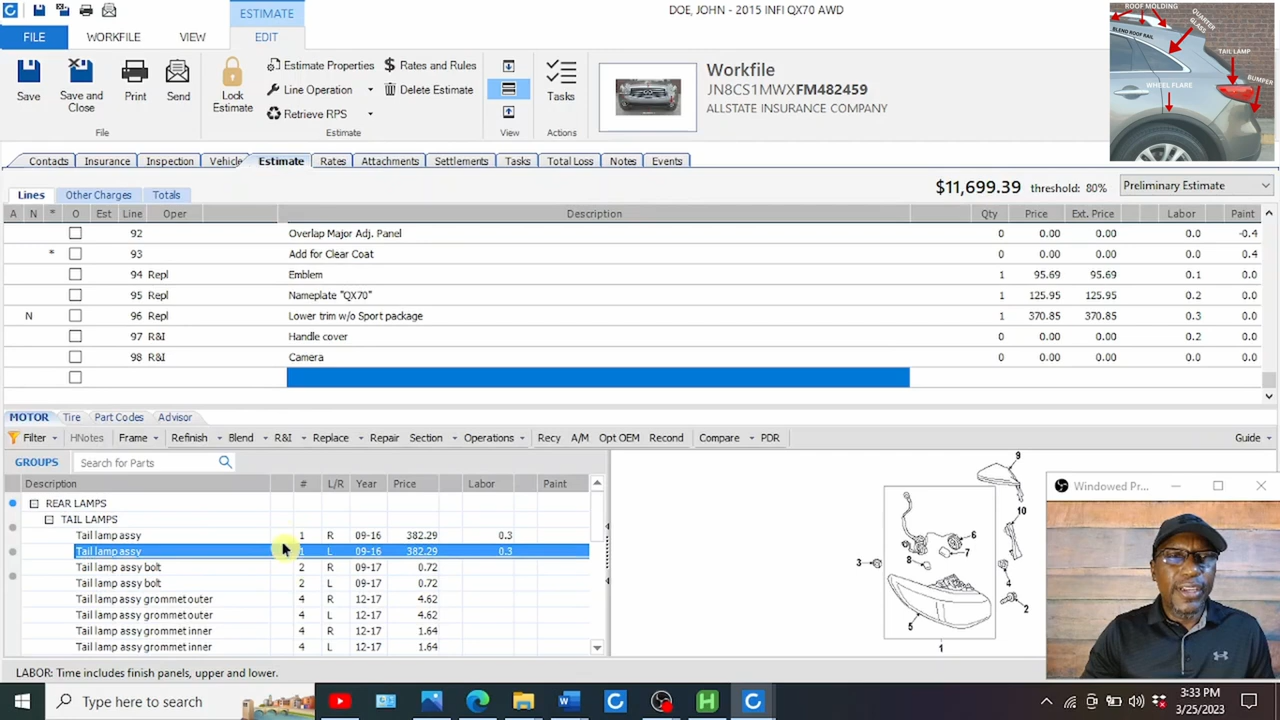 ESTIMATE
DOE, JOHN - 2015 INFI QX70 AWD
FILE WORKFILE VIEW EDIT
Save
Save and Close
Print
Send
File
Lock Estimate
Estimate Properties
Line Operation
Retrieve RPS
$ Rates and Rules
Delete Estimate
Estimate
View
Tasks
Actions
Workfile
JN8CS1MWXFM482459
ALLSTATE INSURANCE COMPANY
ROOF MOLDING
BLEND ROOF RAIL
QUARTER GLASS
TAIL LAMP
BUMPER
WHEEL FLARE
Contacts Insurance Inspection Vehicle Estimate Rates Attachments Settlements Tasks Total Loss Notes Events
Lines Other Charges Totals
$11,699.39 threshold: 80% Preliminary Estimate
A N * O Est Line Oper Description Qty Price Ext. Price Labor Paint
92 Overlap Major Adj. Panel 0 0.00 0.00 0.0 -0.4
* 93 Add for Clear Coat 0 0.00 0.00 0.0 0.4
94 Repl Emblem 1 95.69 95.69 0.1 0.0
95 Repl Nameplate "QX70" 1 125.95 125.95 0.2 0.0
N 96 Repl Lower trim w/o Sport package 1 370.85 370.85 0.3 0.0
97 R&I Handle cover 0 0.00 0.00 0.2 0.0
98 R&I Camera 0 0.00 0.00 0.0 0.0
MOTOR Tire Part Codes Advisor
Filter HNotes Frame Refinish Blend R&I Replace Repair Section Operations Recy A/M Opt OEM Recond Compare PDR Guide
GROUPS Search for Parts
Description # L/R Year Price Labor Paint
REAR LAMPS
TAIL LAMPS
Tail lamp assy 1 R 09-16 382.29 0.3
Tail lamp assy 1 L 09-16 382.29 0.3
Tail lamp assy bolt 2 R 09-17 0.72
Tail lamp assy bolt 2 L 09-17 0.72
Tail lamp assy grommet outer 4 R 12-17 4.62
Tail lamp assy grommet outer 4 L 12-17 4.62
Tail lamp assy grommet inner 4 R 12-17 1.64
Tail lamp assy grommet inner 4 L 12-17 1.64
9
10
6
7
8
3
4
2
5
1
Windowed Pr...
LABOR: Time includes finish panels, upper and lower.
Type here to search
3:33 PM
3/25/2023